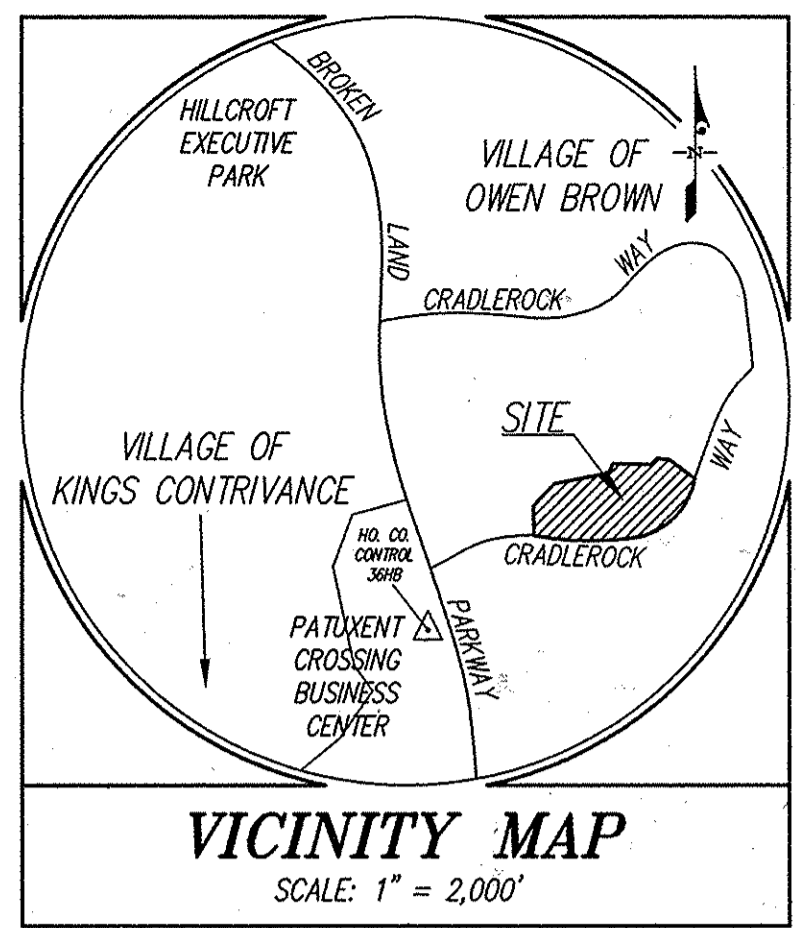 BROKEN
HILLCROFT
EXECUTIVE
PARK
VILLAGE OF
OWEN BROWN
N
LAND
WAY
CRADLEROCK
SITE
WAY
VILLAGE OF
KINGS CONTRIVANCE
HO. CO.
CONTROL
36HB
CRADLEROCK
PARKWAY
PATUXENT
CROSSING
BUSINESS
CENTER
VICINITY MAP
SCALE: 1" = 2,000'